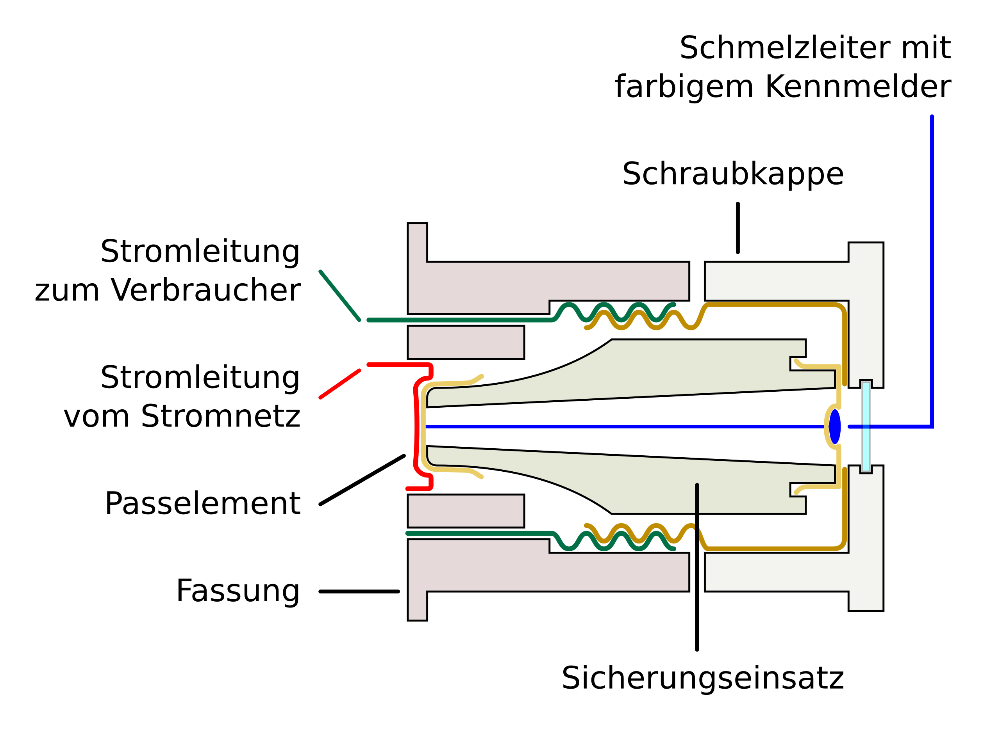 Schmelzleiter mit
farbigem Kennmelder
Schraubkappe
Stromleitung
zum Verbraucher
Stromleitung
vom Stromnetz
Passelement
Fassung
Sicherungseinsatz